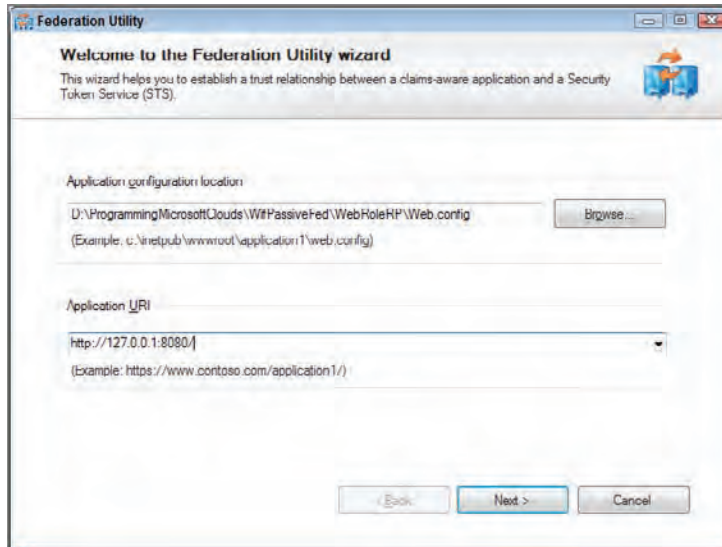 Federation Utility
Welcome to the Federation Utility wizard
This wizard helps you to establish a trust relationship between a claims-aware application and a Security
Token Service (STS).
Application configuration location
D:\ProgrammingMicrosoftClouds\WifPassiveFed\WebRoleRP\Web.config
Browse...
(Example: c:\inetpub\wwwroot\application1\web.config)
Application URI
http://127.0.0.1:8080/
(Example: https://www.contoso.com/application1/)
< Back
Next >
Cancel